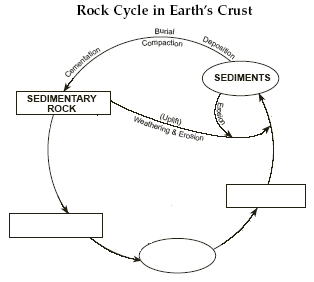 Rock Cycle in Earth's Crust
Burial
Compaction
Deposition
Cementation
SEDIMENTS
SEDIMENTARY
ROCK
Erosion
(Uplift)
Weathering & Erosion